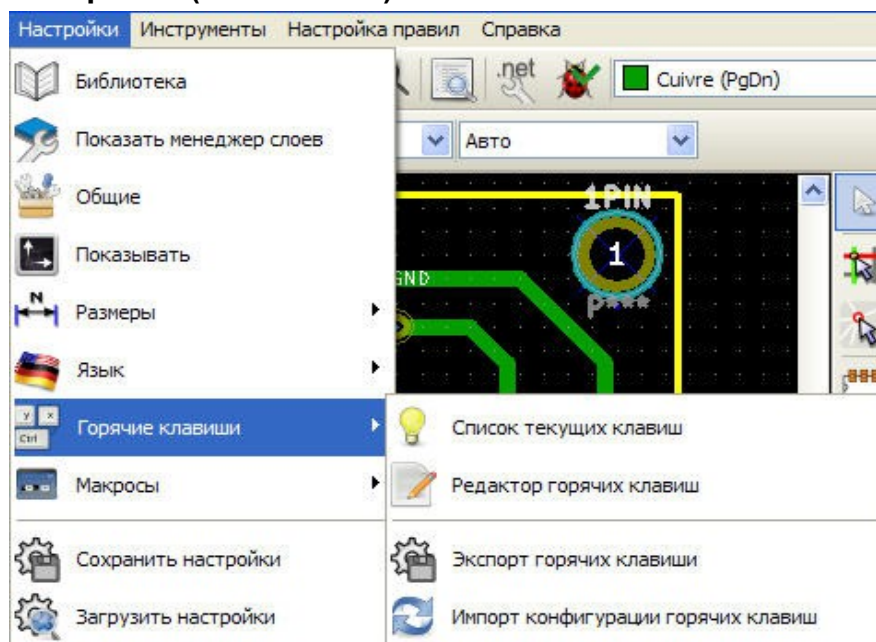 Настройки Инструменты Настройка правил Справка
Библиотека
.net
Cuivre (PgDn)
Показать менеджер слоев
Авто
Общие
1PIN
1
Показывать
GND
P***
Размеры
N
Язык
Горячие клавиши
y x
Ctrl
Список текущих клавиш
Макросы
Редактор горячих клавиш
Сохранить настройки
Экспорт горячих клавиши
Загрузить настройки
Импорт конфигурации горячих клавиш